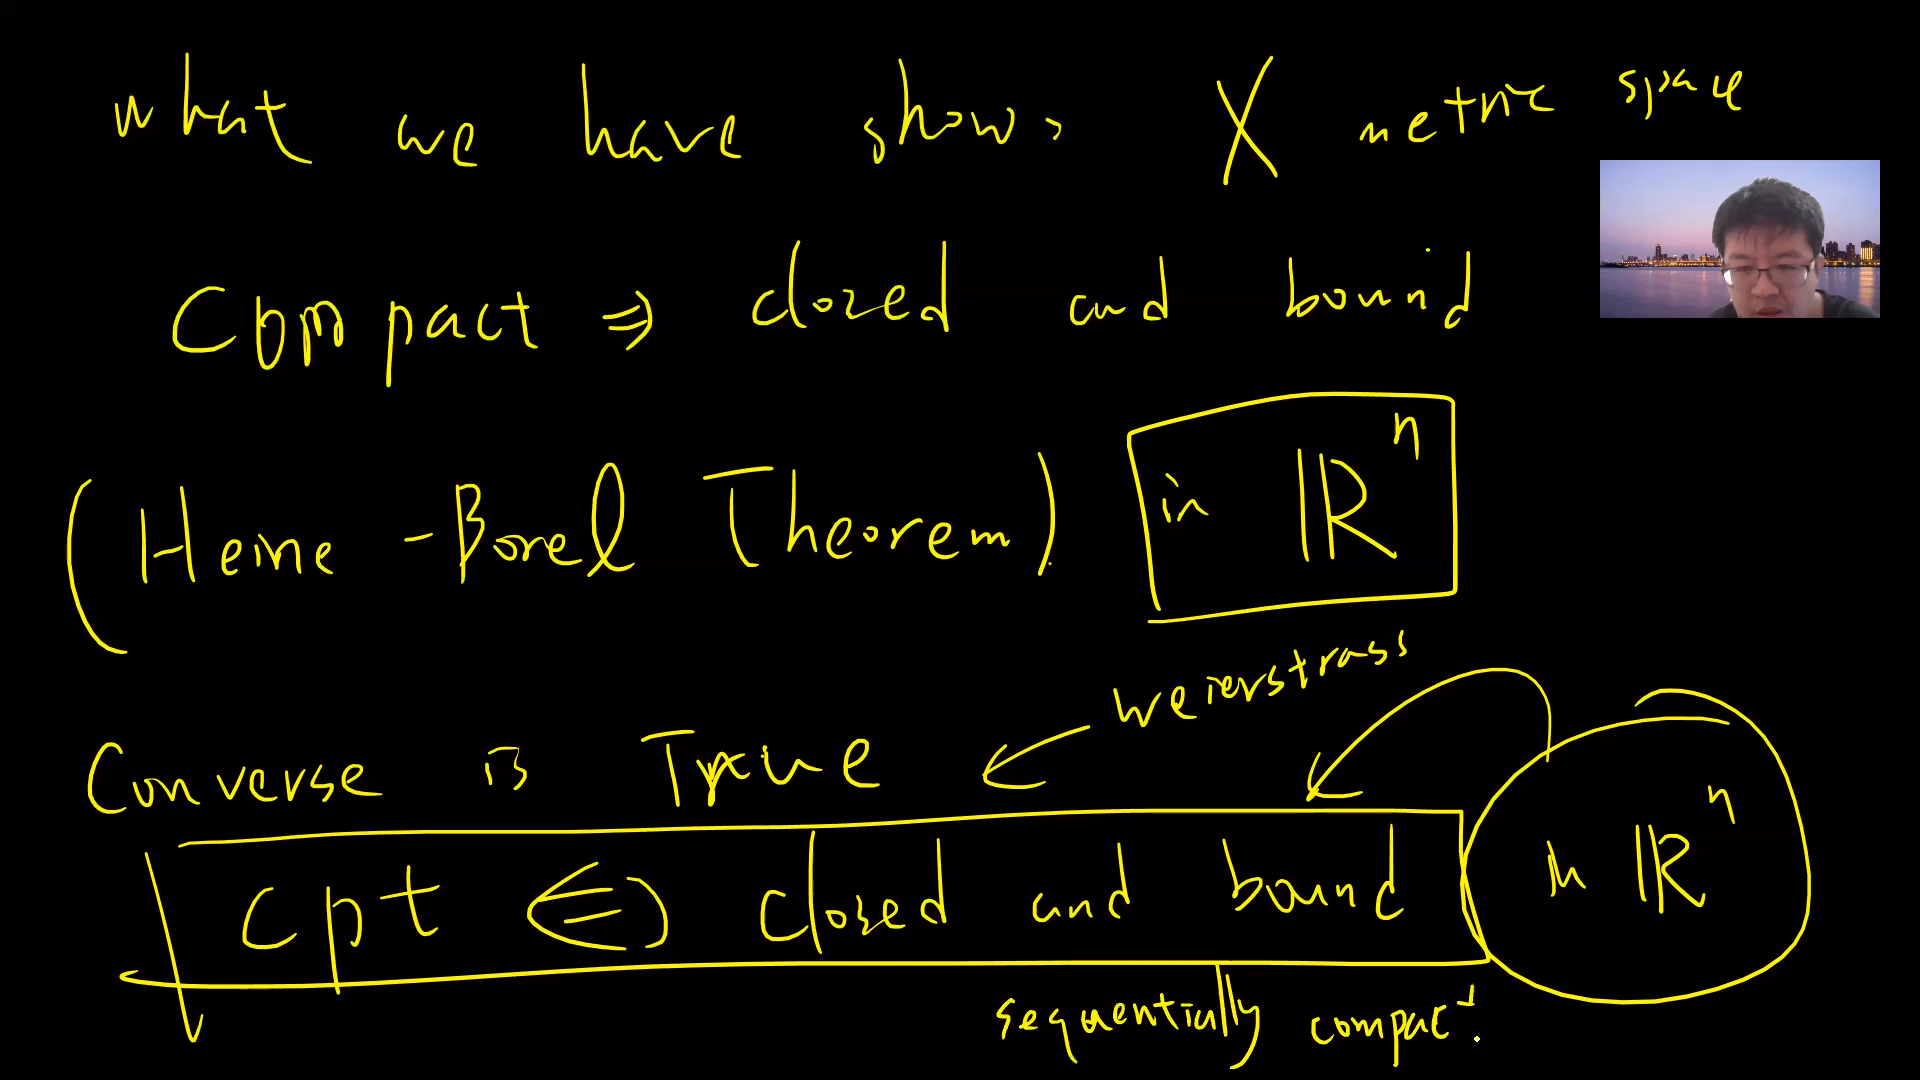 what we have show, X metric space
Compact ⇒ closed and bound
(Heine-Borel Theorem) in ℝⁿ
Weierstrass
Converse is True
Cpt ⇔ closed and bound in ℝⁿ
sequentially compact.